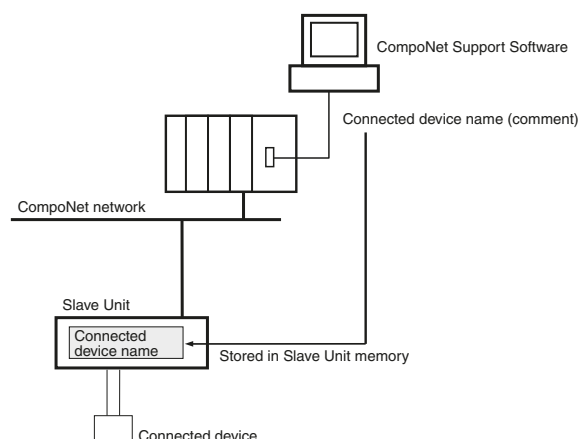 CompoNet Support Software
Connected device name (comment)
CompoNet network
Slave Unit
Connected
device name
Stored in Slave Unit memory
Connected device